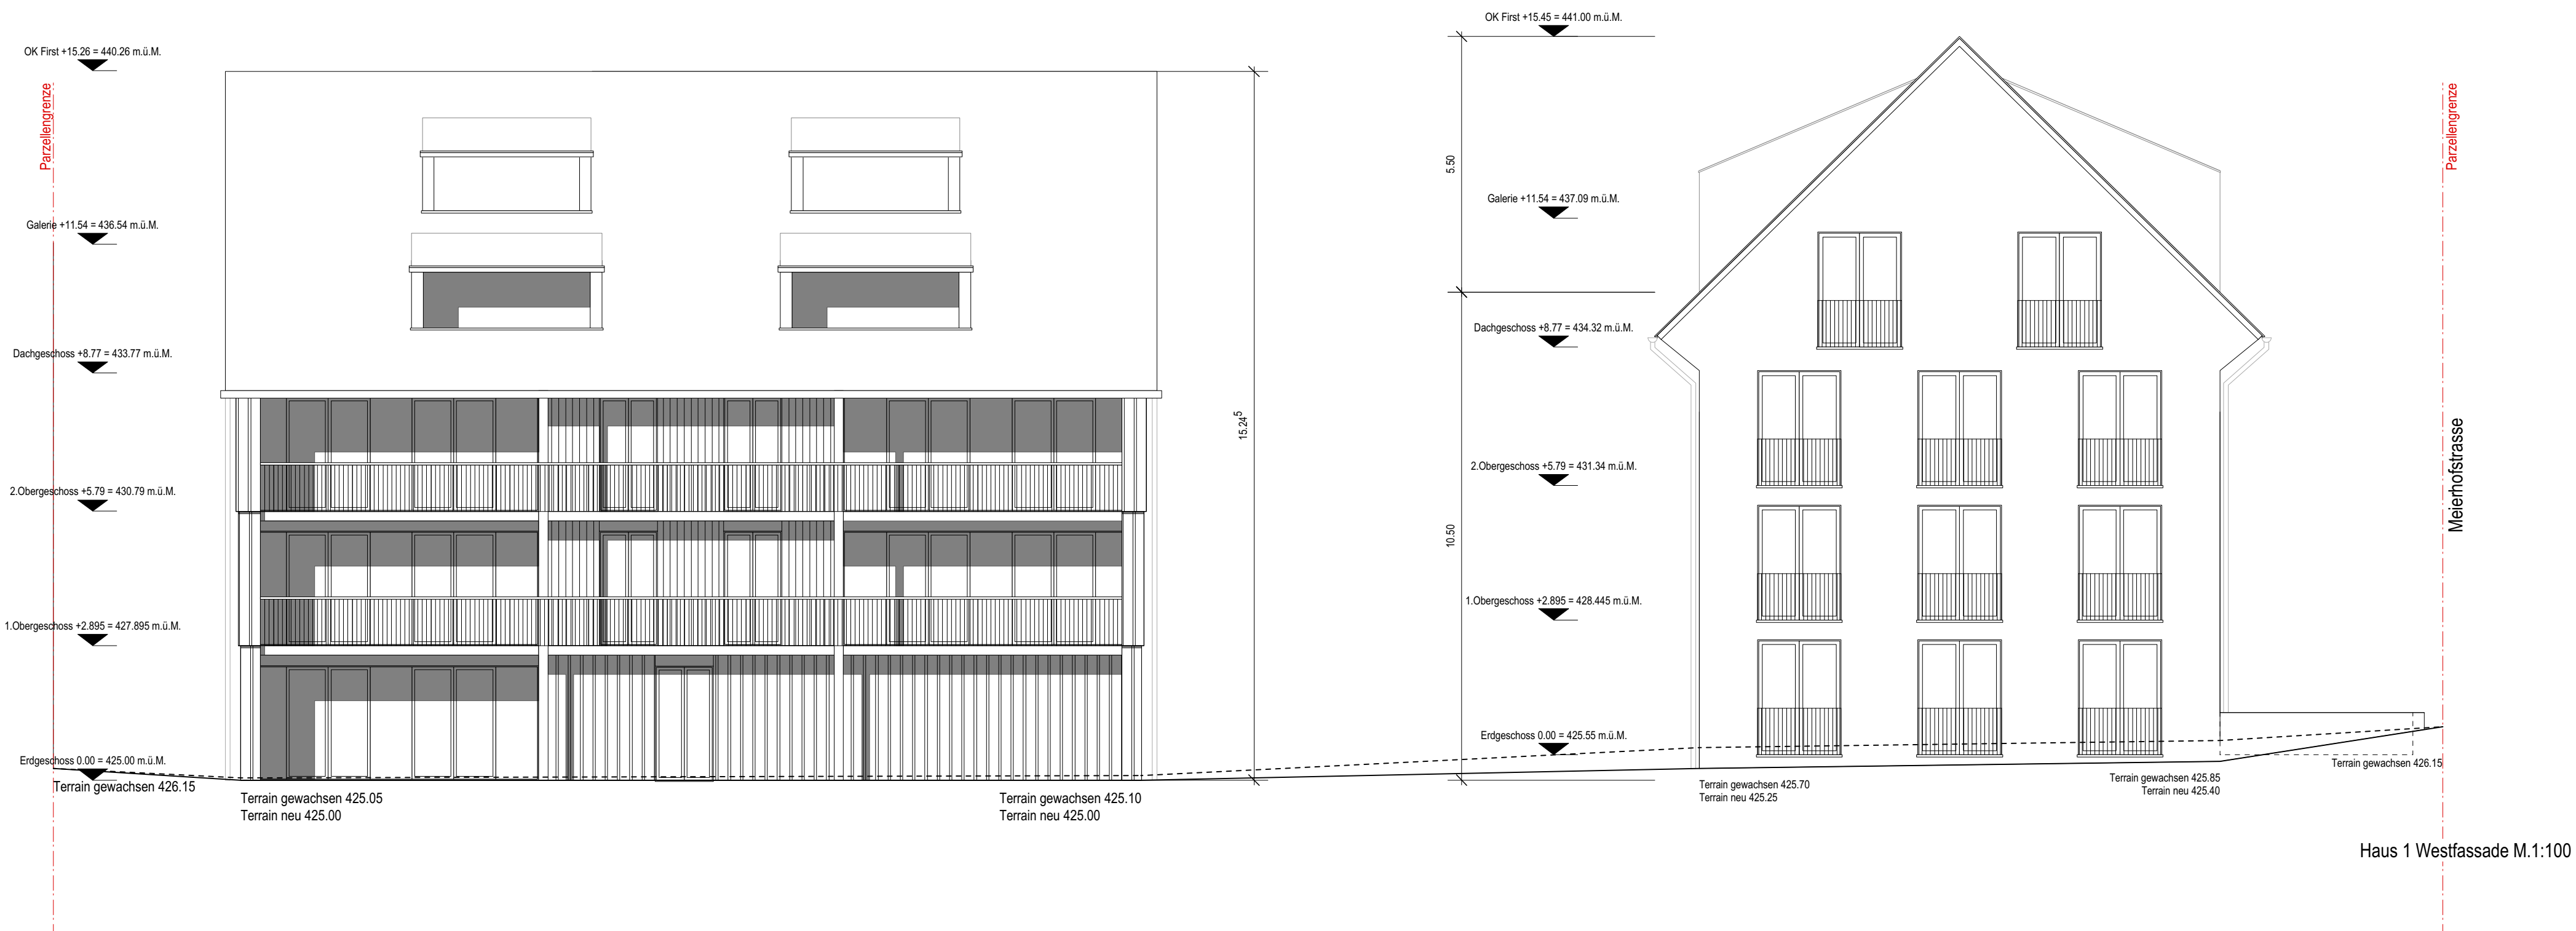 OK First +15.26 = 440.26 m.ü.M.
Parzellengrenze
Galerie +11.54 = 436.54 m.ü.M.
Dachgeschoss +8.77 = 433.77 m.ü.M.
2.Obergeschoss +5.79 = 430.79 m.ü.M.
1.Obergeschoss +2.895 = 427.895 m.ü.M.
Erdgeschoss 0.00 = 425.00 m.ü.M.
Terrain gewachsen 426.15
Terrain gewachsen 425.05
Terrain neu 425.00
Terrain gewachsen 425.10
Terrain neu 425.00
15.24⁵
OK First +15.45 = 441.00 m.ü.M.
5.50
Galerie +11.54 = 437.09 m.ü.M.
Dachgeschoss +8.77 = 434.32 m.ü.M.
2.Obergeschoss +5.79 = 431.34 m.ü.M.
10.50
1.Obergeschoss +2.895 = 428.445 m.ü.M.
Erdgeschoss 0.00 = 425.55 m.ü.M.
Terrain gewachsen 425.70
Terrain neu 425.25
Terrain gewachsen 425.85
Terrain neu 425.40
Terrain gewachsen 426.15
Parzellengrenze
Meierhofstrasse
Haus 1 Westfassade M.1:100